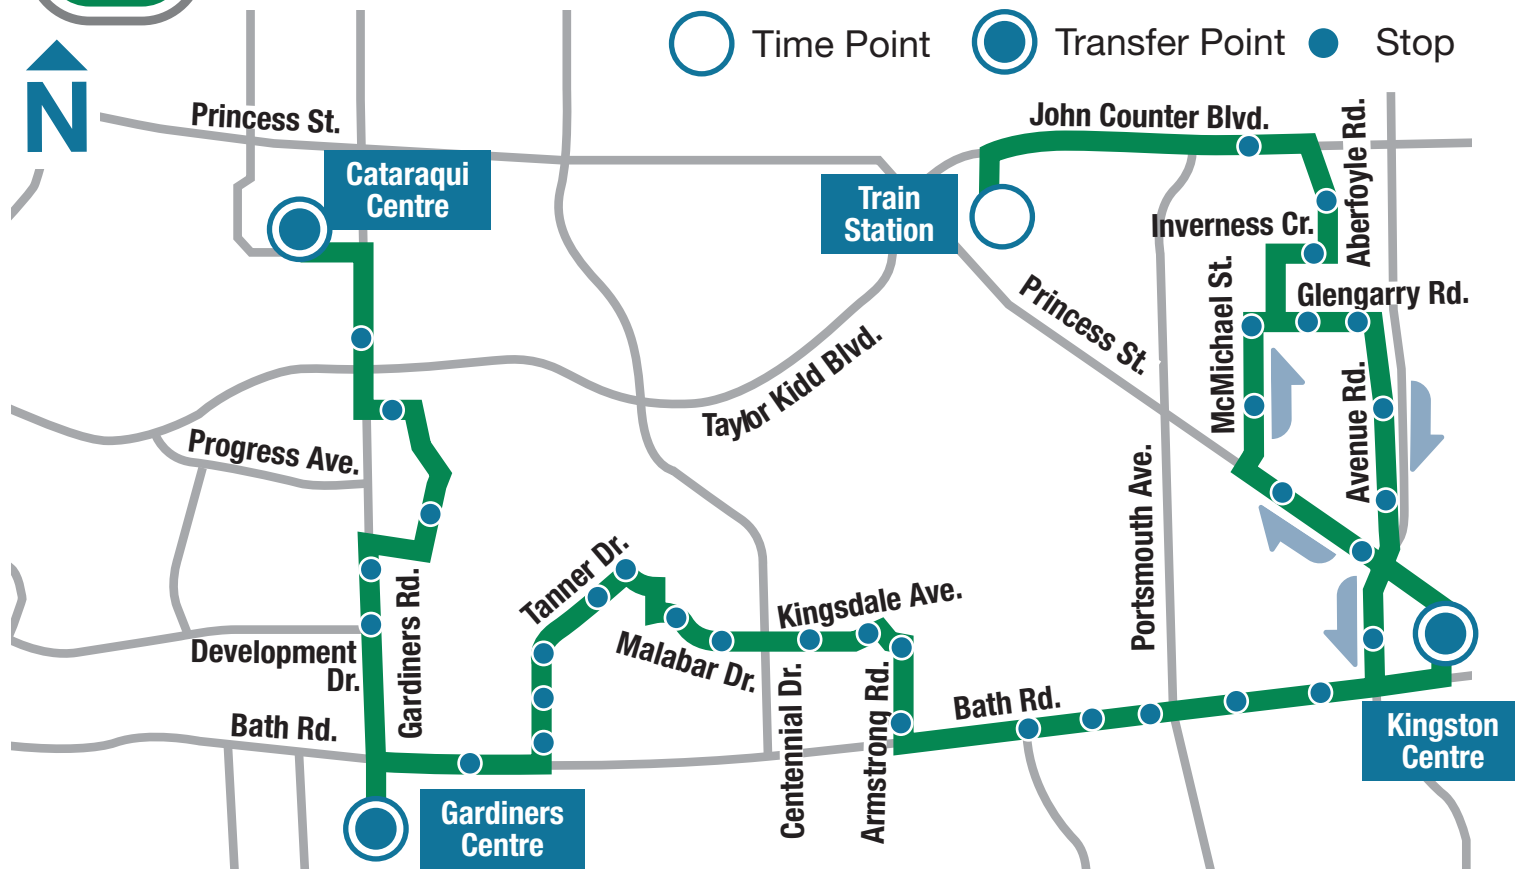 Time Point
Transfer Point
Stop
N
Princess St.
John Counter Blvd.
Aberfoyle Rd.
Cataraqui
Centre
Train
Station
Inverness Cr.
McMichael St.
Glengarry Rd.
Princess St.
Taylor Kidd Blvd.
Avenue Rd.
Progress Ave.
Portsmouth Ave.
Tanner Dr.
Gardiners Rd.
Kingsdale Ave.
Malabar Dr.
Development
Dr.
Centennial Dr.
Armstrong Rd.
Bath Rd.
Bath Rd.
Kingston
Centre
Gardiners
Centre